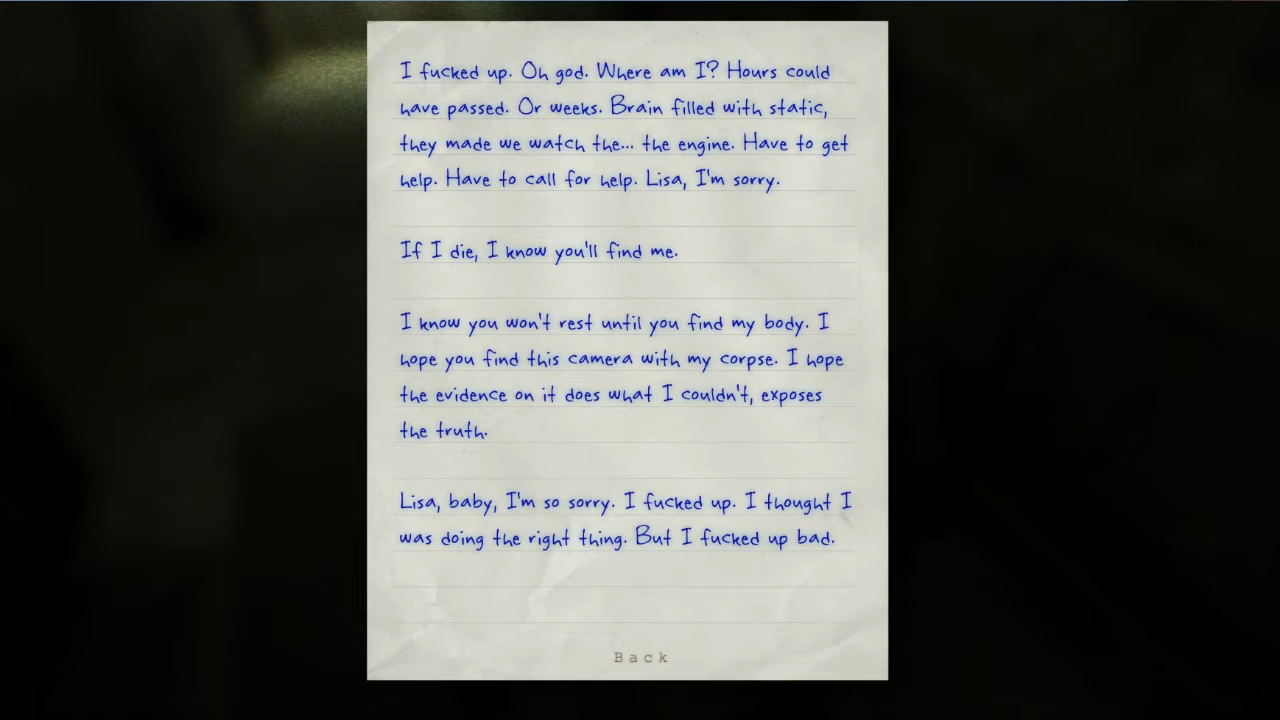 I fucked up. Oh god. Where am I? Hours could
have passed. Or weeks. Brain filled with static,
they made we watch the... the engine. Have to get
help. Have to call for help. Lisa, I'm sorry.
If I die, I know you'll find me.
I know you won't rest until you find my body. I
hope you find this camera with my corpse. I hope
the evidence on it does what I couldn't, exposes
the truth.
Lisa, baby, I'm so sorry. I fucked up. I thought I
was doing the right thing. But I fucked up bad.
Back